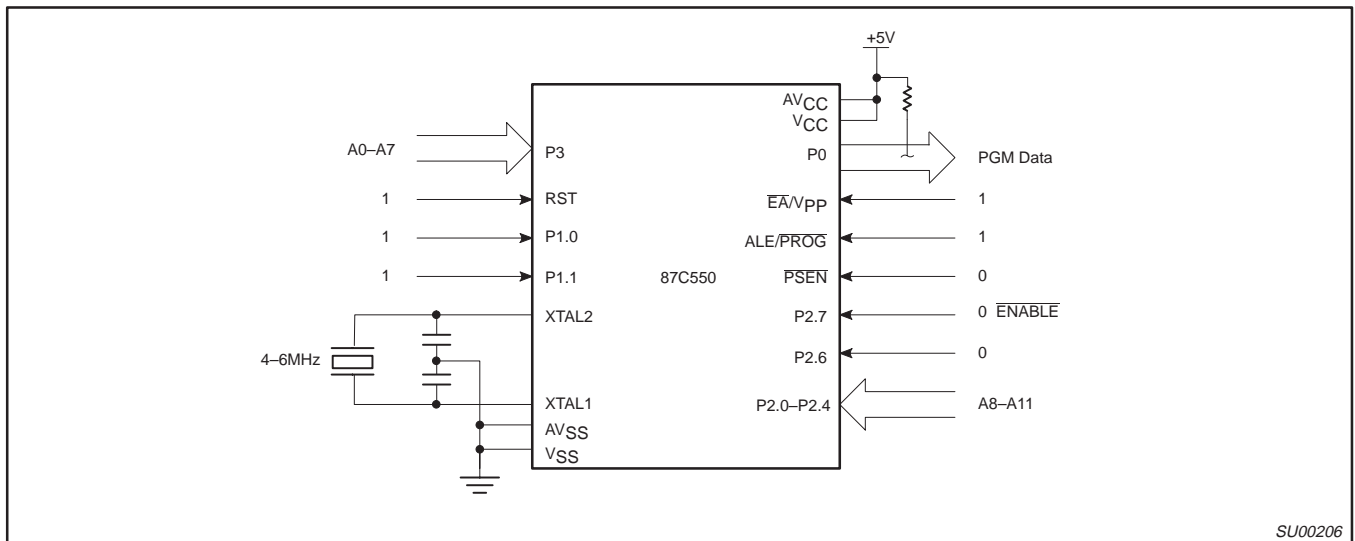 +5V
AVCC
VCC
A0–A7
P3
P0
PGM Data
1
RST
EA/VPP
1
1
P1.0
ALE/PROG
1
1
P1.1
87C550
PSEN
0
XTAL2
P2.7
0 ENABLE
4–6MHz
P2.6
0
XTAL1
P2.0–P2.4
A8–A11
AVSS
VSS
SU00206